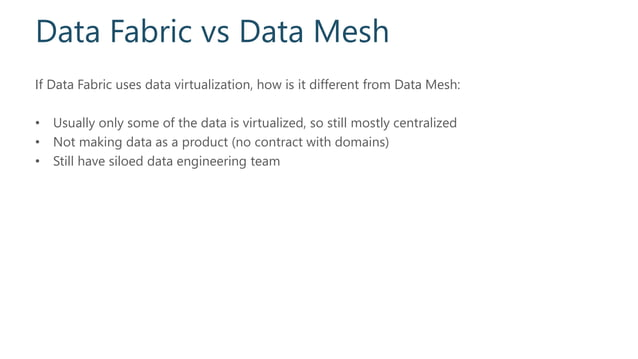 Data Fabric vs Data Mesh
If Data Fabric uses data virtualization, how is it different from Data Mesh:
• Usually only some of the data is virtualized, so still mostly centralized
• Not making data as a product (no contract with domains)
• Still have siloed data engineering team